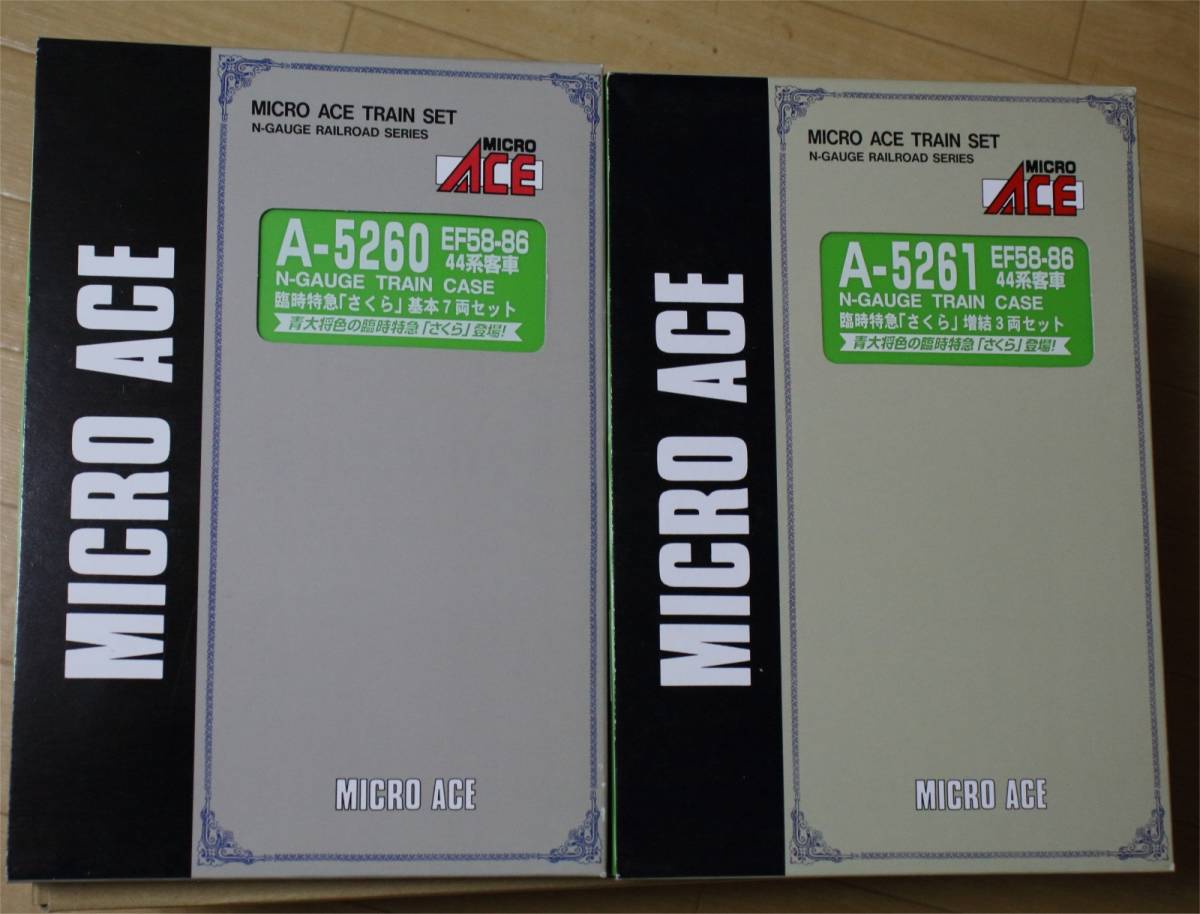 MICRO ACE
MICRO ACE TRAIN SET
N-GAUGE RAILROAD SERIES
MICRO
ACE
A-5260 EF58-86
44系客車
N-GAUGE TRAIN CASE
臨時特急「さくら」基本7両セット
青大将色の臨時特急「さくら」登場!
MICRO ACE
MICRO ACE
MICRO ACE TRAIN SET
N-GAUGE RAILROAD SERIES
MICRO
ACE
A-5261 EF58-86
44系客車
N-GAUGE TRAIN CASE
臨時特急「さくら」増結3両セット
青大将色の臨時特急「さくら」登場!
MICRO ACE